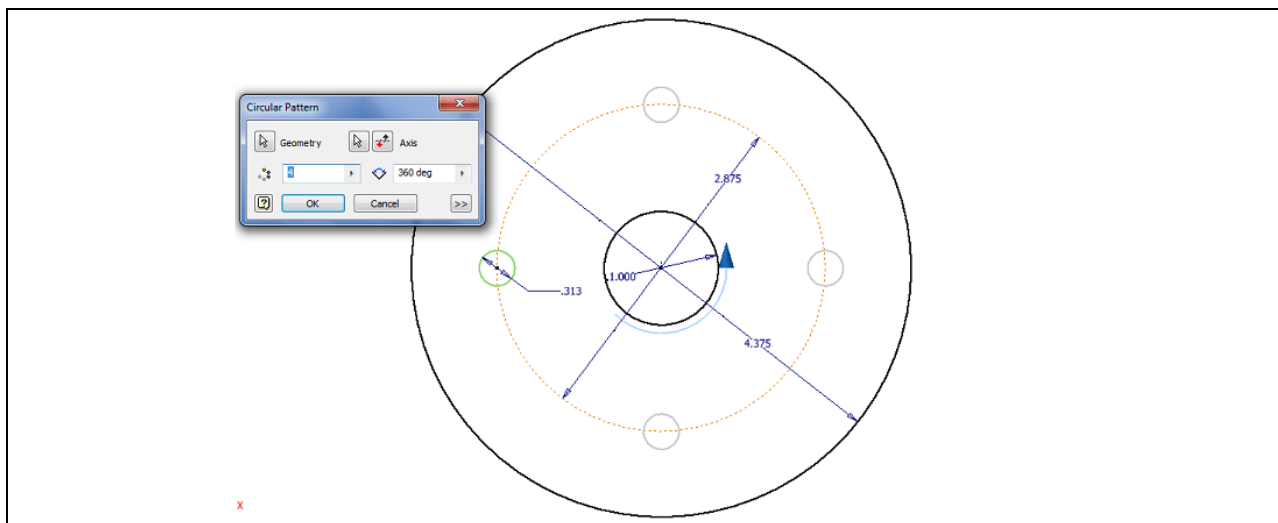 Circular Pattern
Geometry Axis
4 360 deg
OK Cancel >>
2.875
1.000
.313
4.375
X